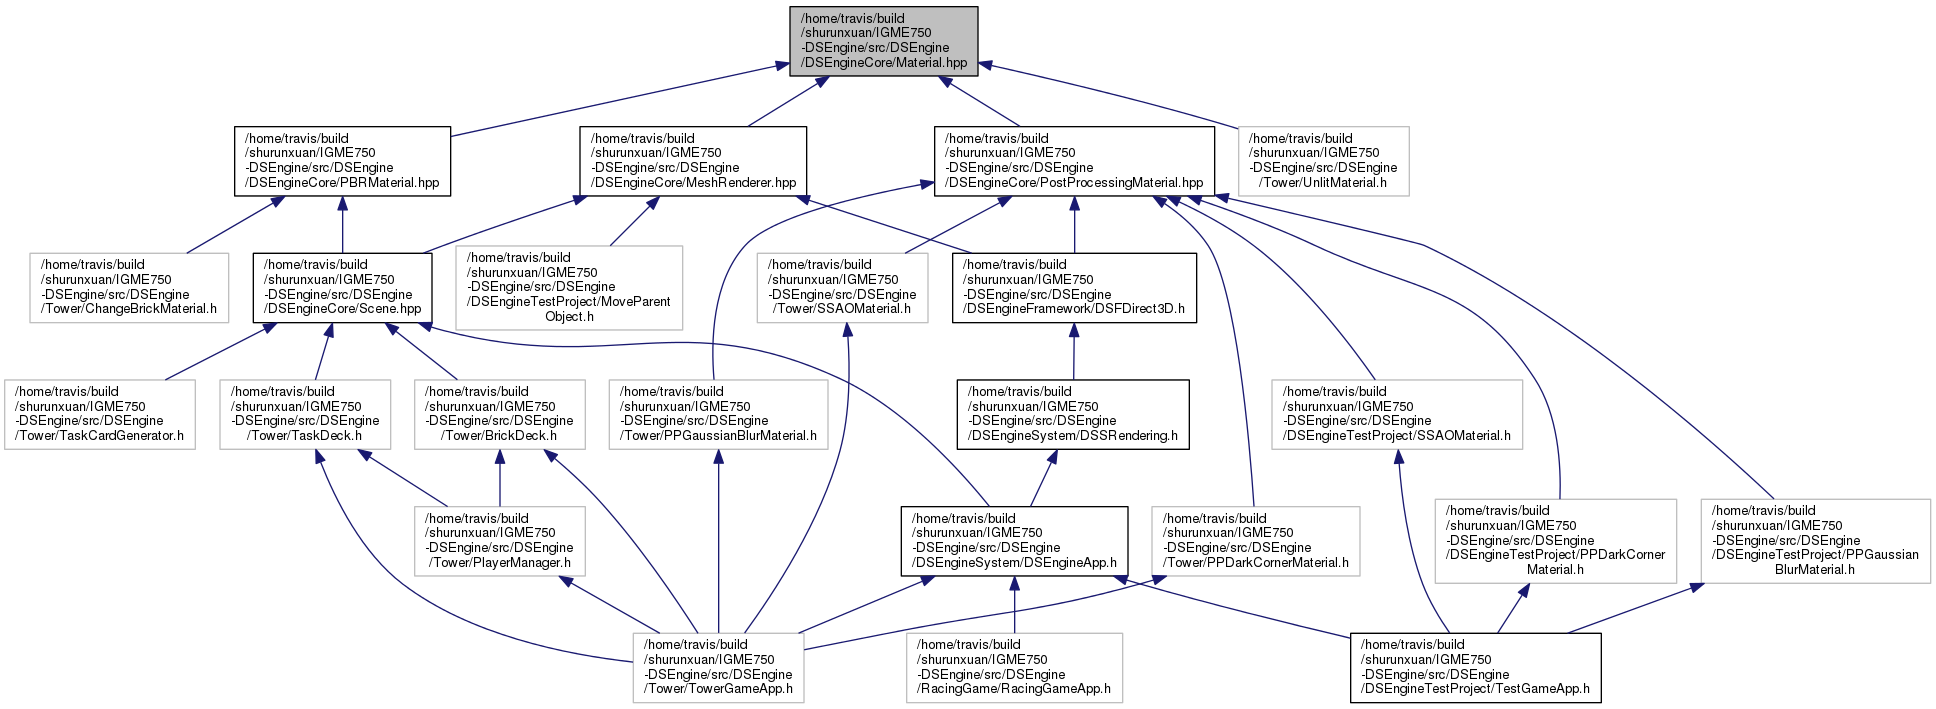 /home/travis/build
/shurunxuan/IGME750
-DSEngine/src/DSEngine
/DSEngineCore/Material.hpp
/home/travis/build
/shurunxuan/IGME750
-DSEngine/src/DSEngine
/DSEngineCore/PBRMaterial.hpp
/home/travis/build
/shurunxuan/IGME750
-DSEngine/src/DSEngine
/DSEngineCore/MeshRenderer.hpp
/home/travis/build
/shurunxuan/IGME750
-DSEngine/src/DSEngine
/DSEngineCore/PostProcessingMaterial.hpp
/home/travis/build
/shurunxuan/IGME750
-DSEngine/src/DSEngine
/Tower/UnlitMaterial.h
/home/travis/build
/shurunxuan/IGME750
-DSEngine/src/DSEngine
/Tower/ChangeBrickMaterial.h
/home/travis/build
/shurunxuan/IGME750
-DSEngine/src/DSEngine
/DSEngineCore/Scene.hpp
/home/travis/build
/shurunxuan/IGME750
-DSEngine/src/DSEngine
/DSEngineTestProject/MoveParent
Object.h
/home/travis/build
/shurunxuan/IGME750
-DSEngine/src/DSEngine
/Tower/SSAOMaterial.h
/home/travis/build
/shurunxuan/IGME750
-DSEngine/src/DSEngine
/DSEngineFramework/DSFDirect3D.h
/home/travis/build
/shurunxuan/IGME750
-DSEngine/src/DSEngine
/Tower/TaskCardGenerator.h
/home/travis/build
/shurunxuan/IGME750
-DSEngine/src/DSEngine
/Tower/TaskDeck.h
/home/travis/build
/shurunxuan/IGME750
-DSEngine/src/DSEngine
/Tower/BrickDeck.h
/home/travis/build
/shurunxuan/IGME750
-DSEngine/src/DSEngine
/Tower/PPGaussianBlurMaterial.h
/home/travis/build
/shurunxuan/IGME750
-DSEngine/src/DSEngine
/DSEngineSystem/DSSRendering.h
/home/travis/build
/shurunxuan/IGME750
-DSEngine/src/DSEngine
/DSEngineTestProject/SSAOMaterial.h
/home/travis/build
/shurunxuan/IGME750
-DSEngine/src/DSEngine
/Tower/PlayerManager.h
/home/travis/build
/shurunxuan/IGME750
-DSEngine/src/DSEngine
/DSEngineSystem/DSEngineApp.h
/home/travis/build
/shurunxuan/IGME750
-DSEngine/src/DSEngine
/Tower/PPDarkCornerMaterial.h
/home/travis/build
/shurunxuan/IGME750
-DSEngine/src/DSEngine
/DSEngineTestProject/PPDarkCorner
Material.h
/home/travis/build
/shurunxuan/IGME750
-DSEngine/src/DSEngine
/DSEngineTestProject/PPGaussian
BlurMaterial.h
/home/travis/build
/shurunxuan/IGME750
-DSEngine/src/DSEngine
/Tower/TowerGameApp.h
/home/travis/build
/shurunxuan/IGME750
-DSEngine/src/DSEngine
/RacingGame/RacingGameApp.h
/home/travis/build
/shurunxuan/IGME750
-DSEngine/src/DSEngine
/DSEngineTestProject/TestGameApp.h